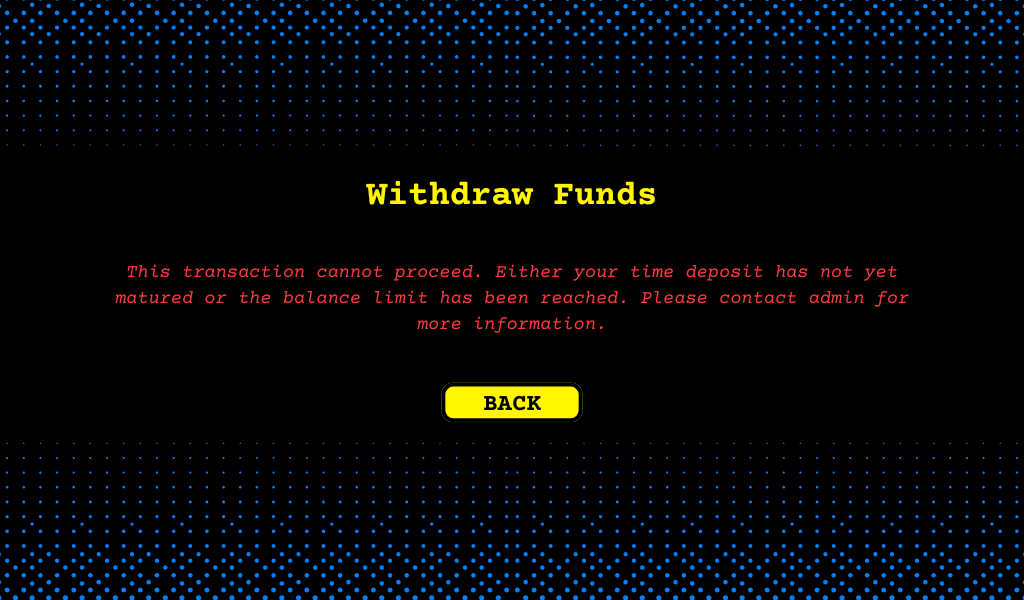 Withdraw Funds
This transaction cannot proceed. Either your time deposit has not yet
matured or the balance limit has been reached. Please contact admin for
more information.
BACK